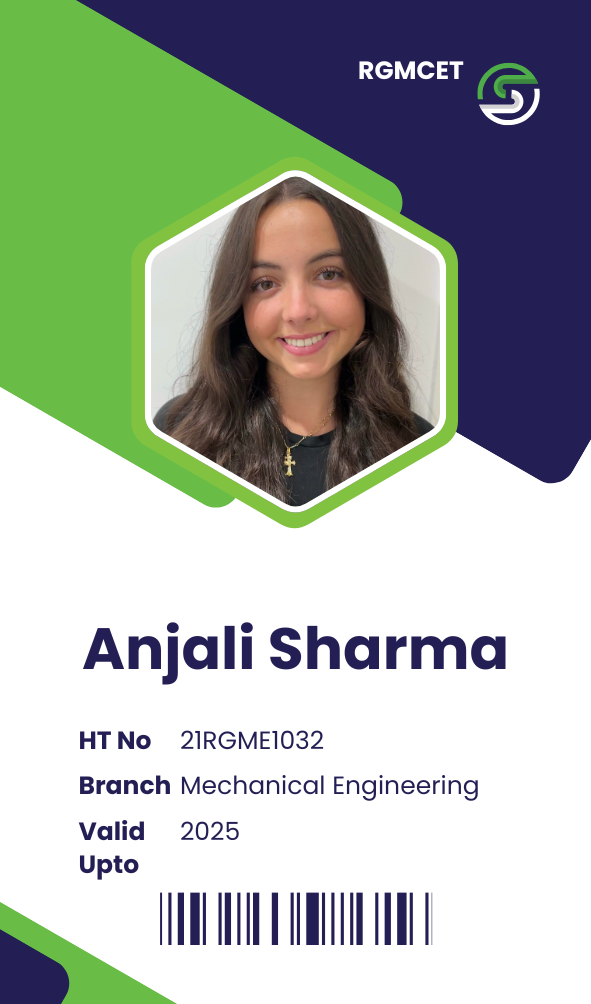 RGMCET
Anjali Sharma
HT No 21RGME1032
Branch Mechanical Engineering
Valid 2025
Upto